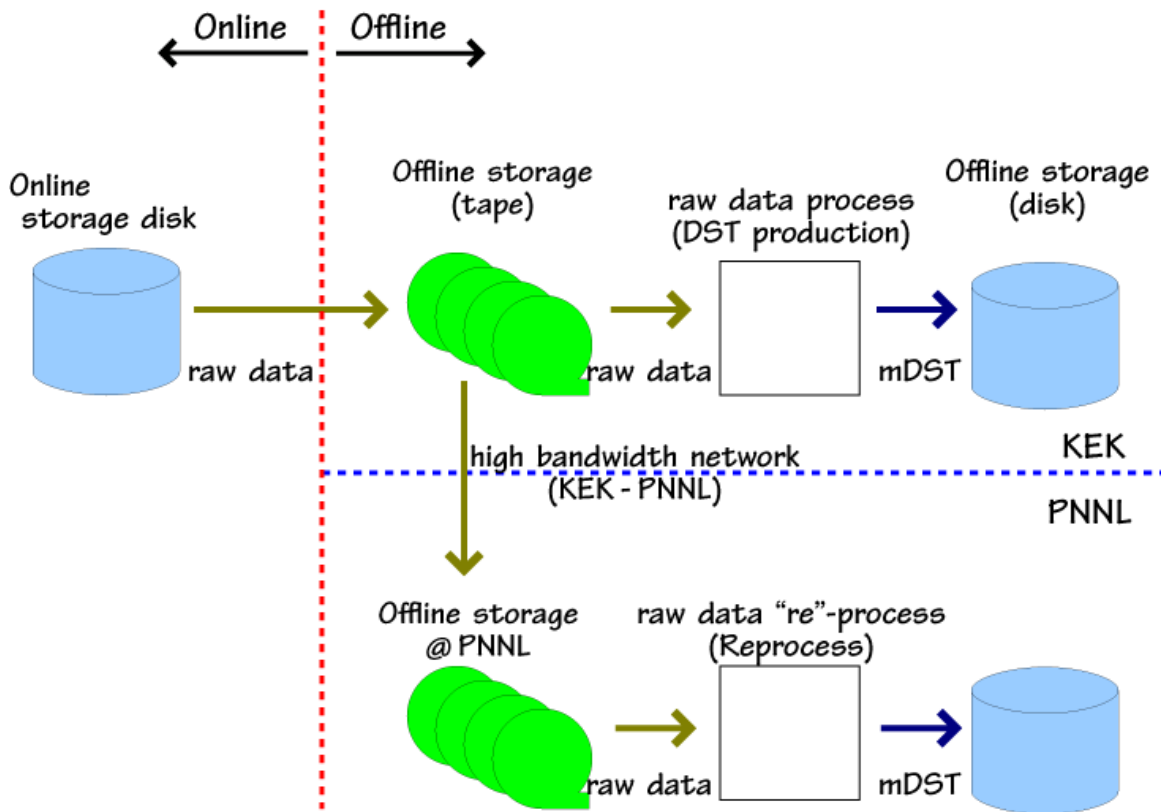 Online
Offline
Online
storage disk
Offline storage
(tape)
raw data process
(DST production)
Offline storage
(disk)
raw data
raw data
mDST
KEK
high bandwidth network
(KEK - PNNL)
PNNL
Offline storage
@ PNNL
raw data "re"-process
(Reprocess)
raw data
mDST